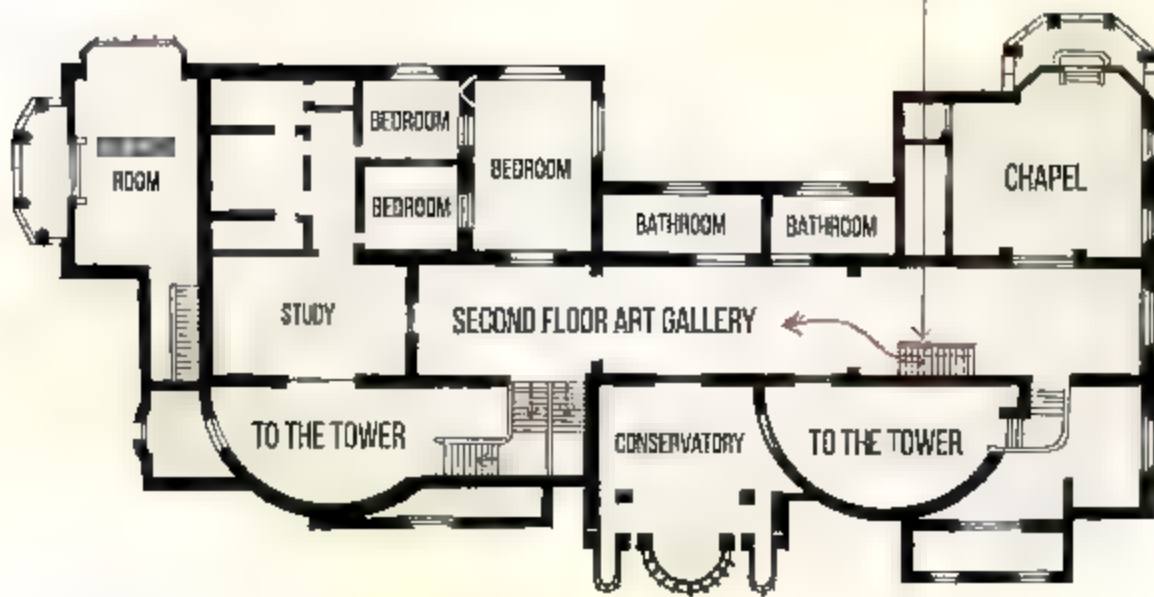 BEDROOM
ROOM
BEDROOM
CHAPEL
BEDROOM
BATHROOM
BATHROOM
STUDY
SECOND FLOOR ART GALLERY
TO THE TOWER
CONSERVATORY
TO THE TOWER